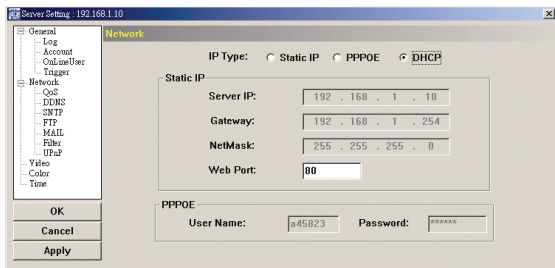 Server Setting : 192.168.1.10
General
Log
Account
OnLineUser
Trigger
Network
QoS
DDNS
SNTP
FTP
MAIL
Filter
UPnP
Video
Color
Time
OK
Cancel
Apply
Network
IP Type: Static IP PPPOE DHCP
Static IP
Server IP: 192 . 168 . 1 . 10
Gateway: 192 . 168 . 1 . 254
NetMask: 255 . 255 . 255 . 0
Web Port: 80
PPPOE
User Name: a45823 Password: ******